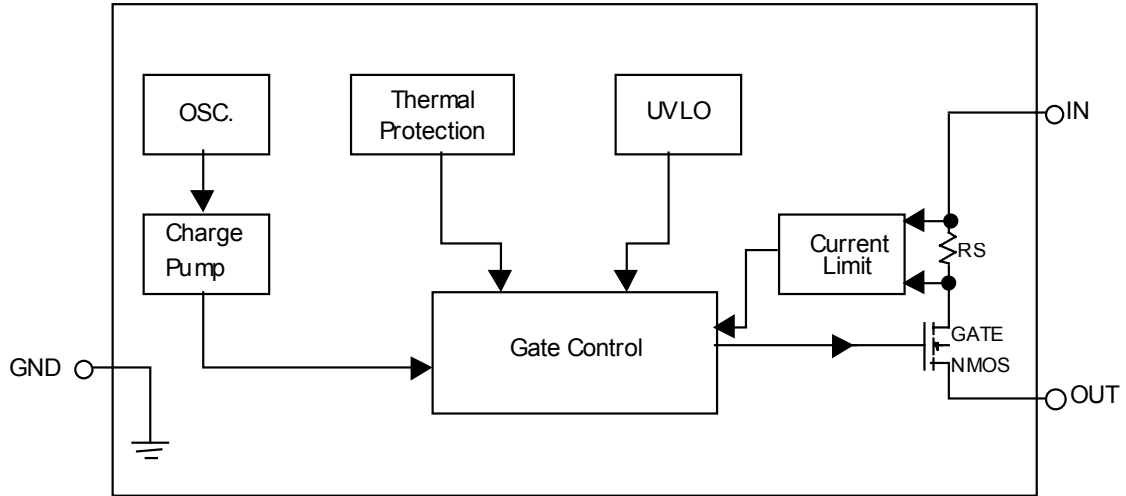 OSC.
Thermal
Protection
UVLO
IN
Charge
Pump
Current
Limit
RS
Gate Control
GATE
NMOS
GND
OUT